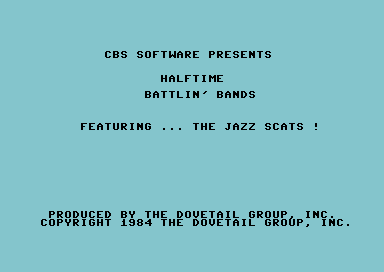 CBS SOFTWARE PRESENTS
HALFTIME
BATTLIN' BANDS
FEATURING ... THE JAZZ SCATS !
PRODUCED BY THE DOVETAIL GROUP, INC.
COPYRIGHT 1984 THE DOVETAIL GROUP, INC.